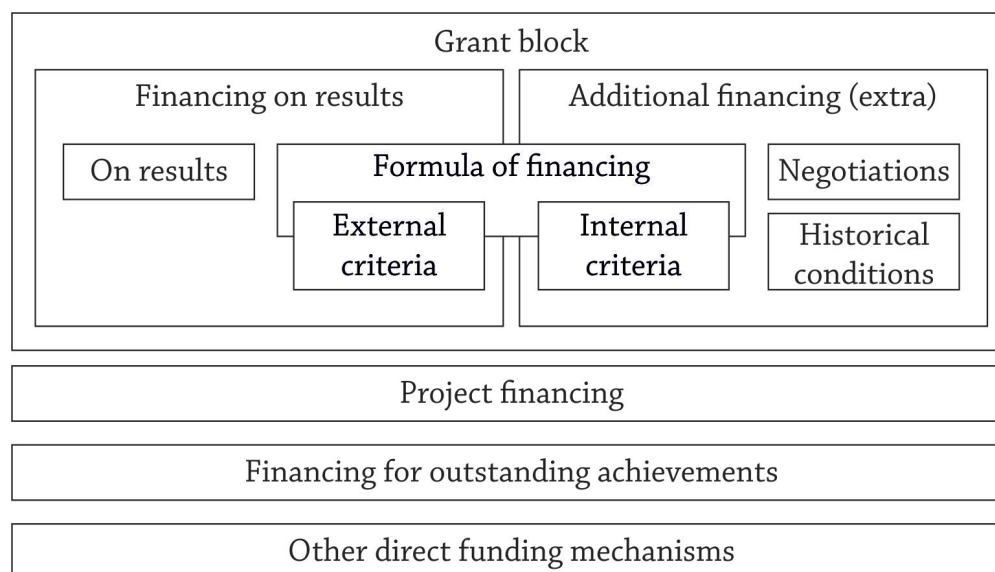 Grant block
Financing on results
Additional financing (extra)
On results
Formula of financing
Negotiations
External
criteria
Internal
criteria
Historical
conditions
Project financing
Financing for outstanding achievements
Other direct funding mechanisms